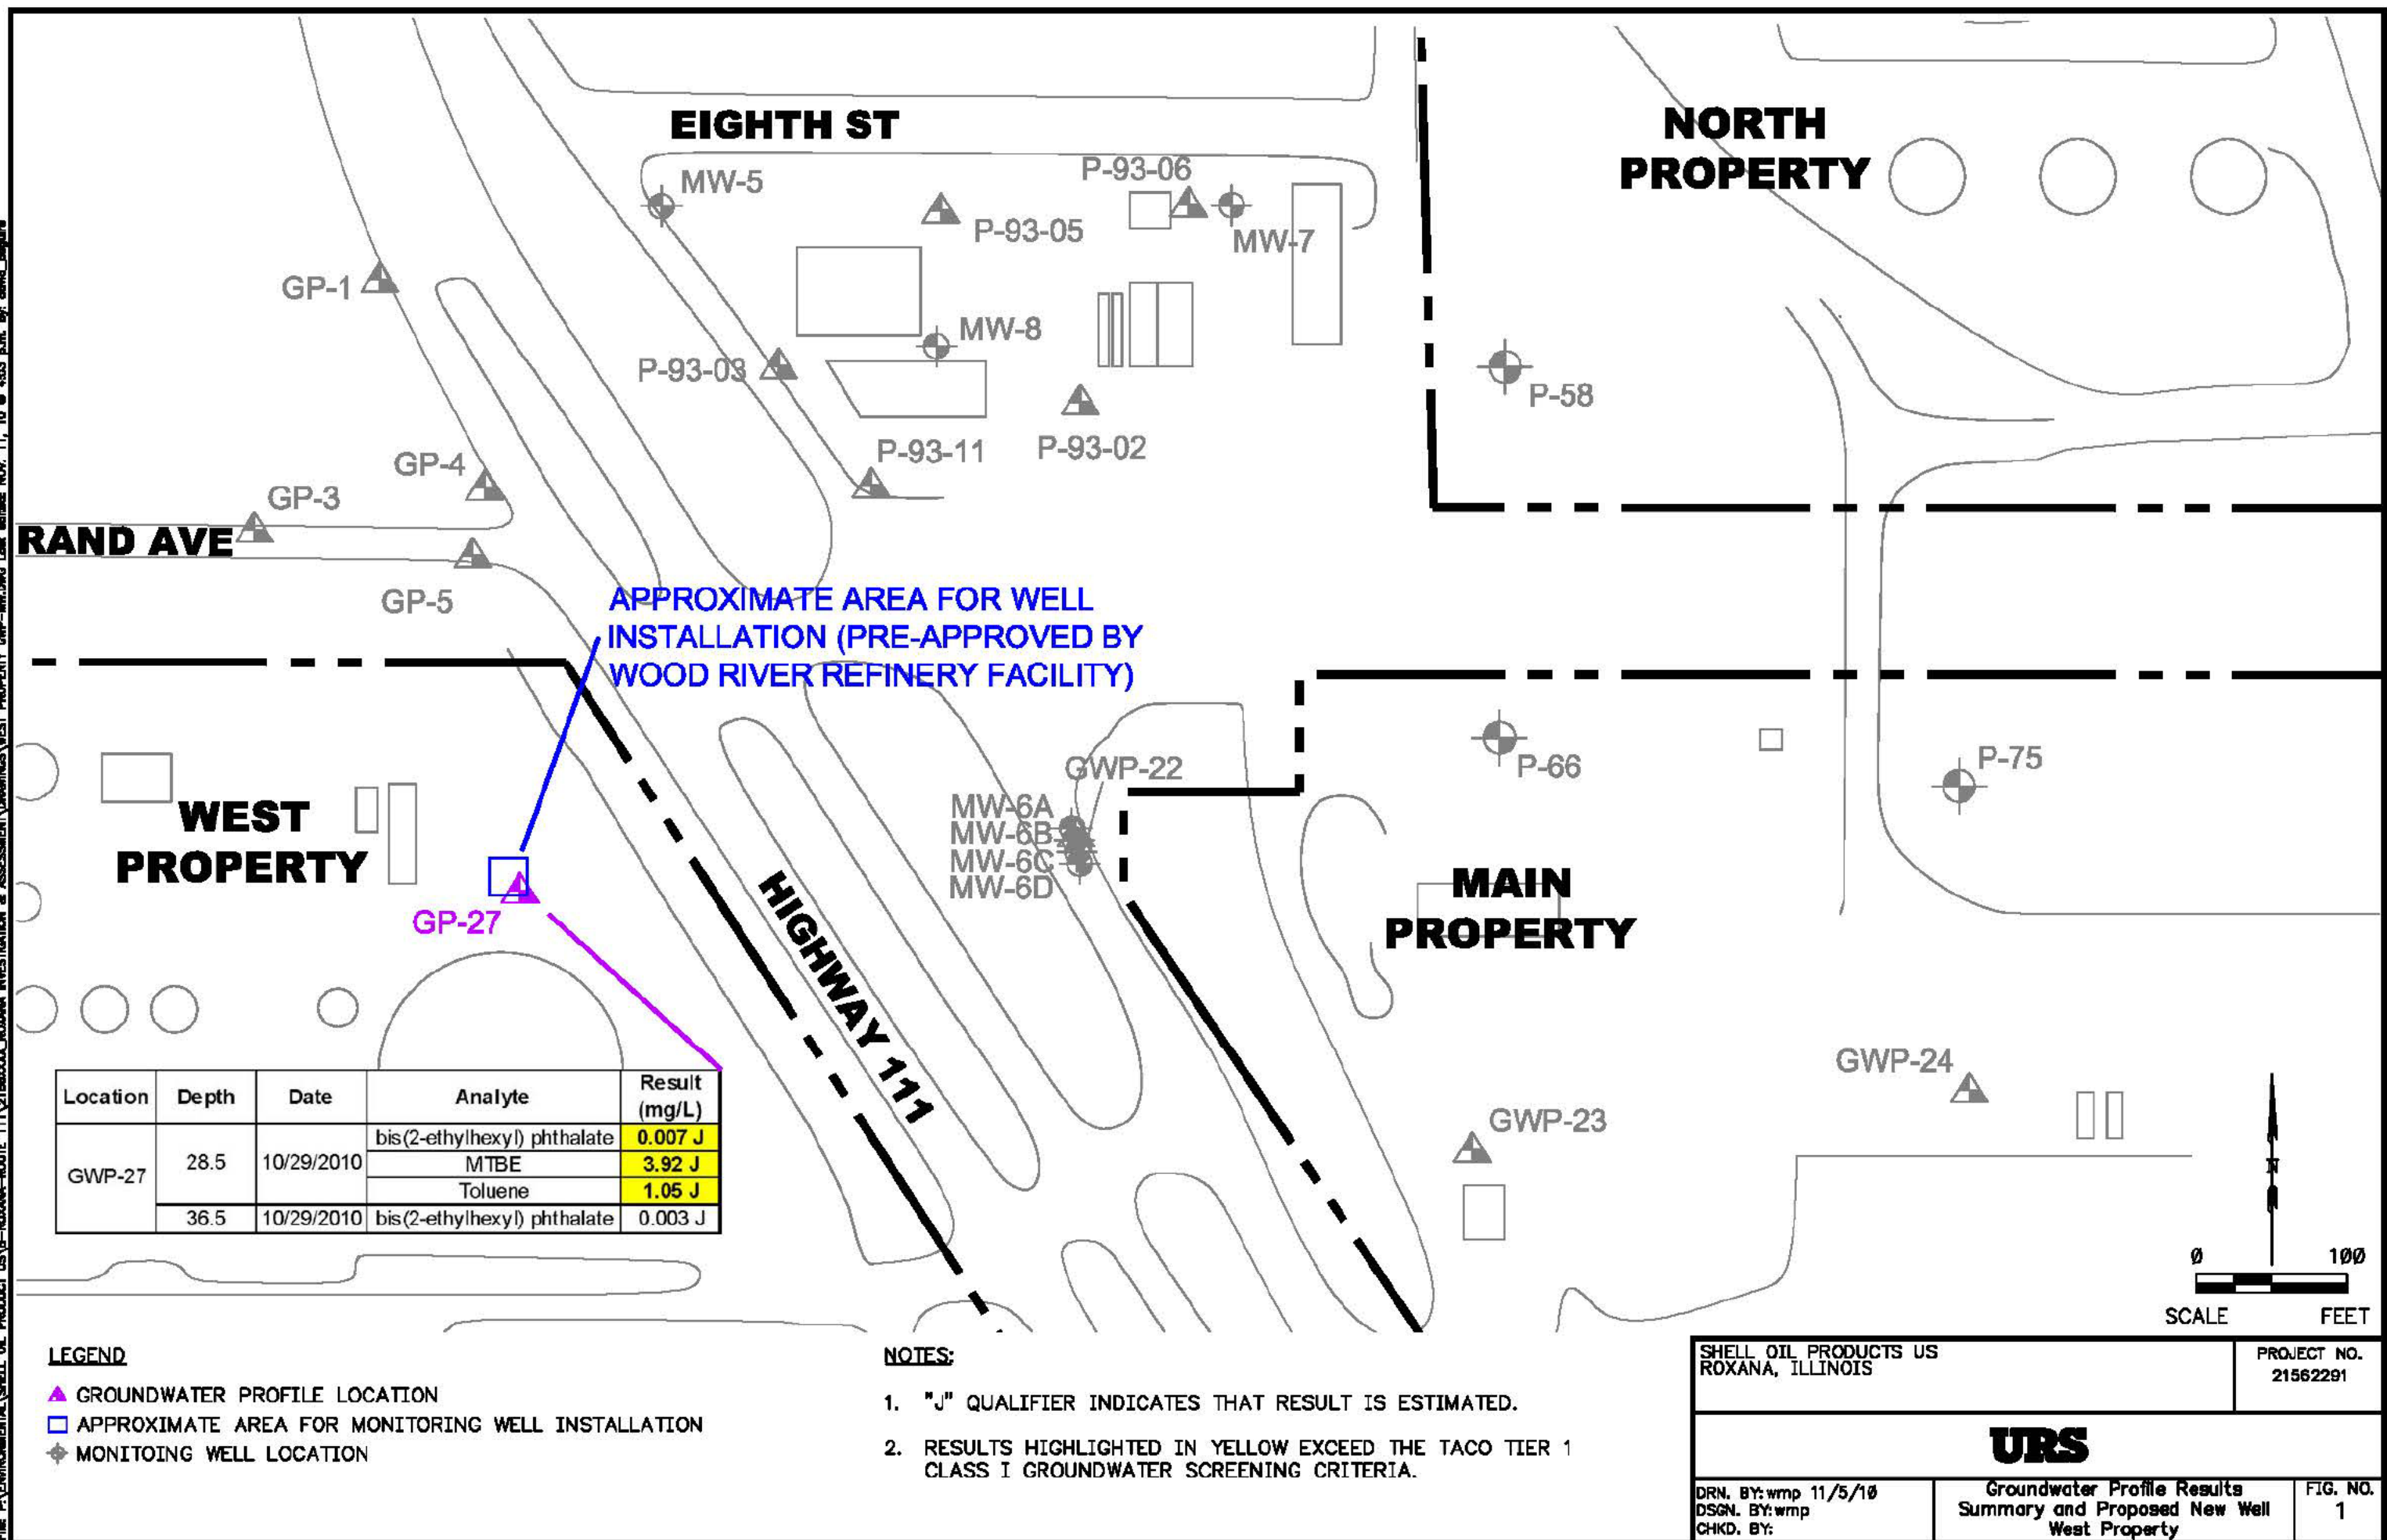 EIGHTH ST
NORTH
PROPERTY
MW-5
P-93-06
P-93-05
MW-7
GP-1
MW-8
P-93-03
P-58
P-93-11
P-93-02
GP-4
GP-3
RAND AVE
GP-5
APPROXIMATE AREA FOR WELL
INSTALLATION (PRE-APPROVED BY
WOOD RIVER REFINERY FACILITY)
GWP-22
P-66
P-75
MW-6A
MW-6B
MW-6C
MW-6D
WEST
PROPERTY
MAIN
PROPERTY
GP-27
HIGHWAY 111
GWP-24
GWP-23
Location Depth Date Analyte Result
(mg/L)
GWP-27 28.5 10/29/2010 bis(2-ethylhexyl) phthalate 0.007 J
MTBE 3.92 J
Toluene 1.05 J
36.5 10/29/2010 bis(2-ethylhexyl) phthalate 0.003 J
N
0 100
SCALE FEET
LEGEND
GROUNDWATER PROFILE LOCATION
APPROXIMATE AREA FOR MONITORING WELL INSTALLATION
MONITOING WELL LOCATION
NOTES:
1. "J" QUALIFIER INDICATES THAT RESULT IS ESTIMATED.
2. RESULTS HIGHLIGHTED IN YELLOW EXCEED THE TACO TIER 1
CLASS I GROUNDWATER SCREENING CRITERIA.
SHELL OIL PRODUCTS US
ROXANA, ILLINOIS
PROJECT NO.
21562291
URS
DRN. BY:wmp 11/5/10
DSGN. BY:wmp
CHKD. BY:
Groundwater Profile Results
Summary and Proposed New Well
West Property
FIG. NO.
1